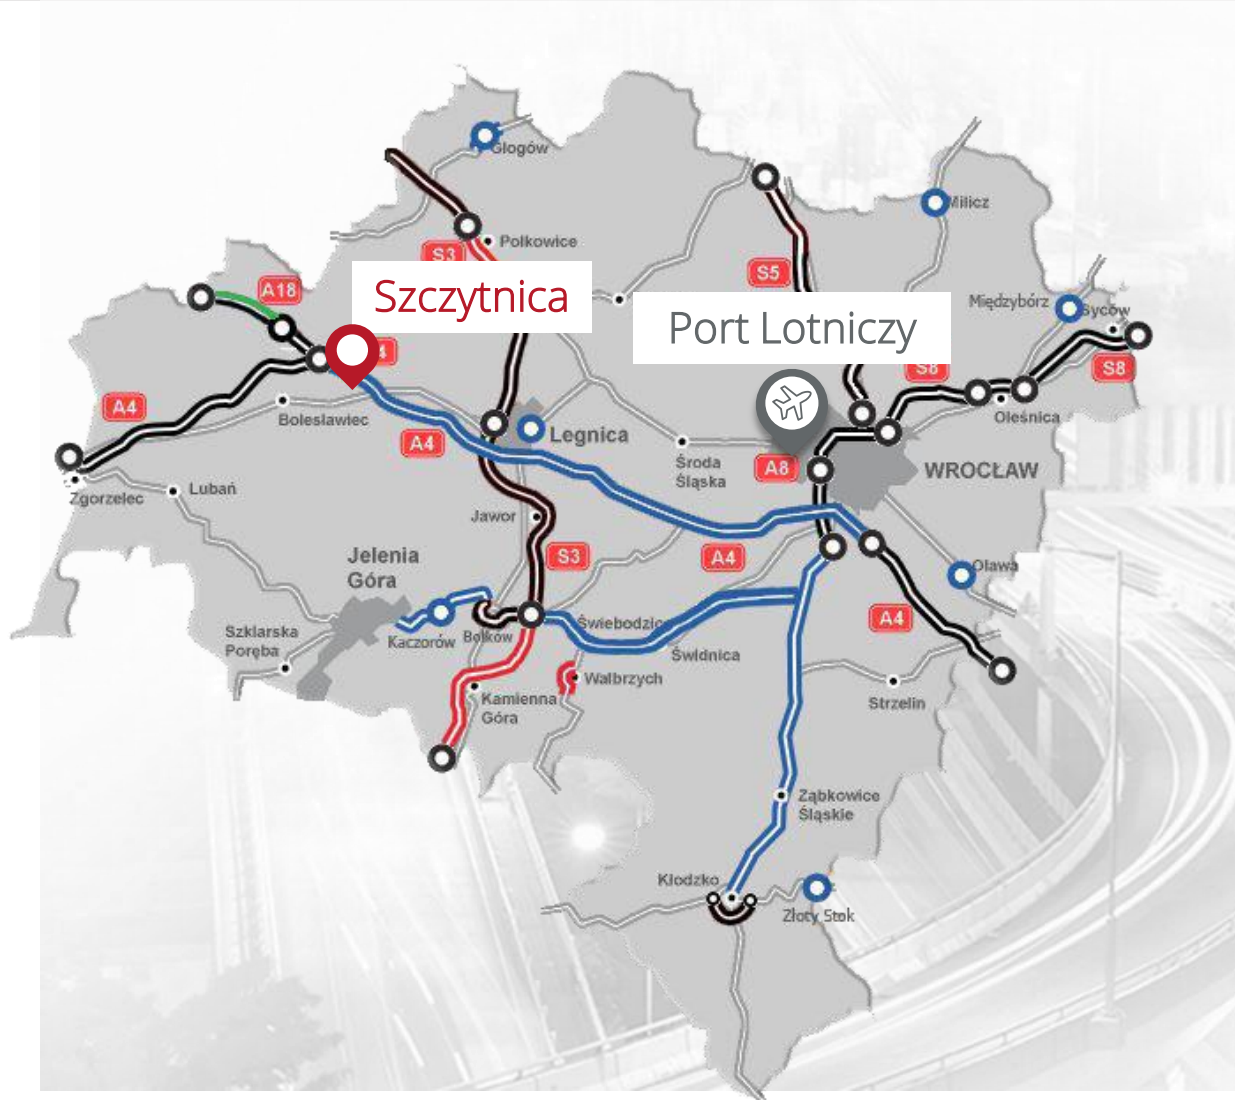 Głogów
Milicz
Polkowice
S3
S5
A18
Szczytnica
Międzybórz
Syców
Port Lotniczy
4
S8
S8
A4
Bolesławiec
Oleśnica
A4
Legnica
Środa
Śląska
A8
WROCŁAW
Zgorzelec
Lubań
Jawor
S3
A4
Jelenia
Góra
Oława
A4
Szklarska
Poręba
Kaczorów
Bolków
Świebodzic
Świdnica
Wałbrzych
Kamienna
Góra
Strzelin
Ząbkowice
Śląskie
Kłodzko
Złoty Stok